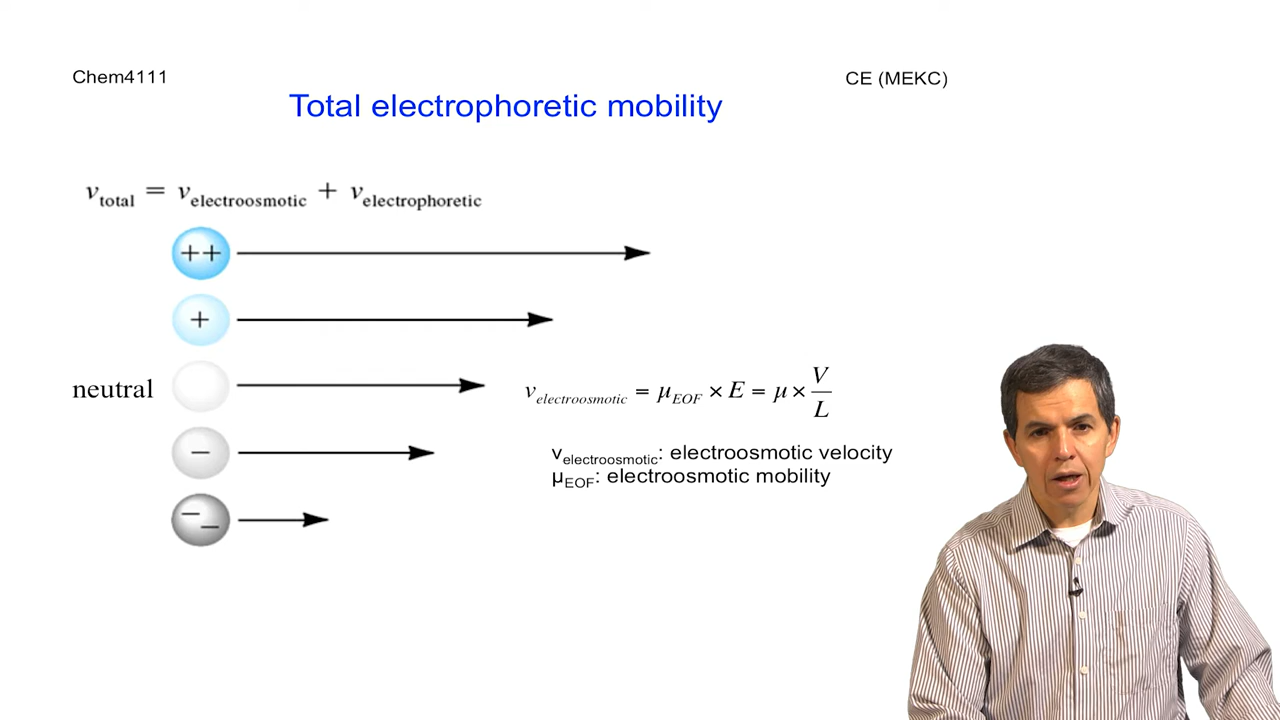 Chem4111
CE (MEKC)
Total electrophoretic mobility
v_total = v_electroosmotic + v_electrophoretic
++
+
neutral
v_electroosmotic = μ_EOF × E = μ × V/L
−
v_electroosmotic: electroosmotic velocity
μ_EOF: electroosmotic mobility
−−